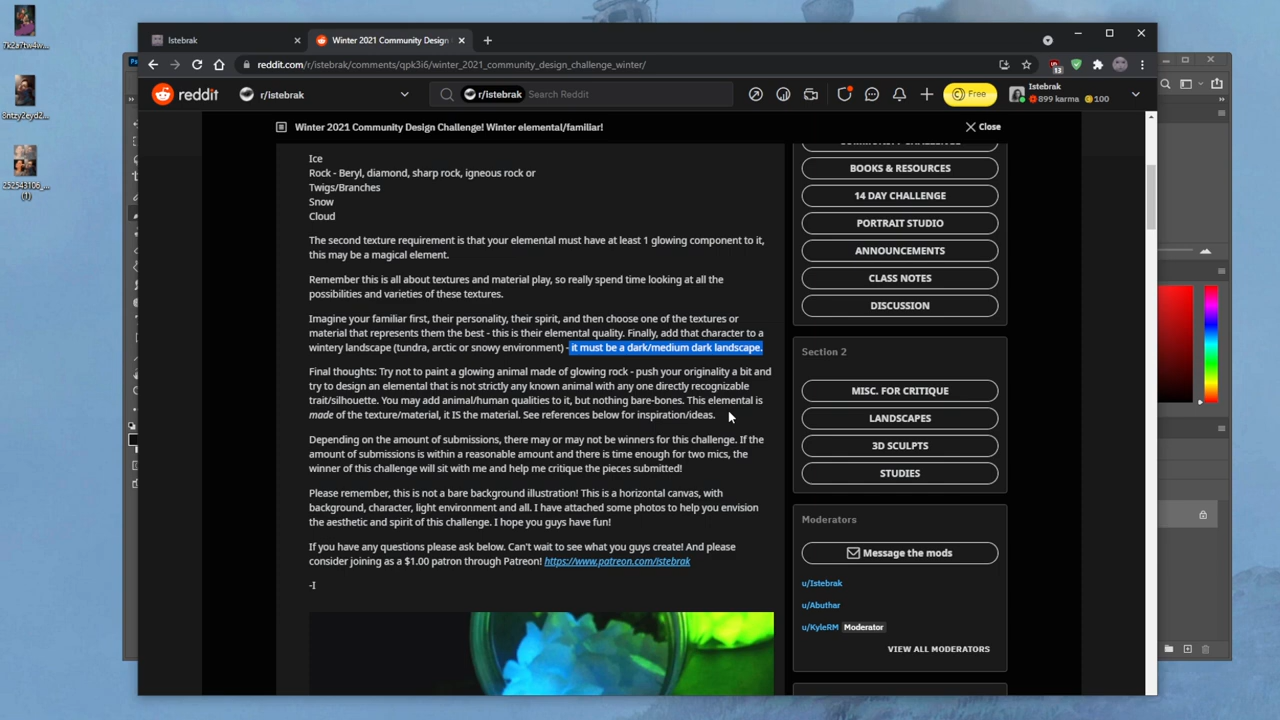 7k2a7tw4w...
8ntzy2eyd2...
252543106_...
(1)
Istebrak
Winter 2021 Community Design
reddit.com/r/istebrak/comments/qpk3i6/winter_2021_community_design_challenge_winter/
13
reddit
r/istebrak
r/istebrak
Search Reddit
Free
Istebrak
899 karma
100
Winter 2021 Community Design Challenge! Winter elemental/familiar!
Close
Ice
Rock - Beryl, diamond, sharp rock, igneous rock or
Twigs/Branches
Snow
Cloud
The second texture requirement is that your elemental must have at least 1 glowing component to it,
this may be a magical element.
Remember this is all about textures and material play, so really spend time looking at all the
possibilities and varieties of these textures.
Imagine your familiar first, their personality, their spirit, and then choose one of the textures or
material that represents them the best - this is their elemental quality. Finally, add that character to a
wintery landscape (tundra, arctic or snowy environment) - it must be a dark/medium dark landscape.
Final thoughts: Try not to paint a glowing animal made of glowing rock - push your originality a bit and
try to design an elemental that is not strictly any known animal with any one directly recognizable
trait/silhouette. You may add animal/human qualities to it, but nothing bare-bones. This elemental is
made of the texture/material, it IS the material. See references below for inspiration/ideas.
Depending on the amount of submissions, there may or may not be winners for this challenge. If the
amount of submissions is within a reasonable amount and there is time enough for two mics, the
winner of this challenge will sit with me and help me critique the pieces submitted!
Please remember, this is not a bare background illustration! This is a horizontal canvas, with
background, character, light environment and all. I have attached some photos to help you envision
the aesthetic and spirit of this challenge. I hope you guys have fun!
If you have any questions please ask below. Can't wait to see what you guys create! And please
consider joining as a $1.00 patron through Patreon! https://www.patreon.com/istebrak
-I
BOOKS & RESOURCES
14 DAY CHALLENGE
PORTRAIT STUDIO
ANNOUNCEMENTS
CLASS NOTES
DISCUSSION
Section 2
MISC. FOR CRITIQUE
LANDSCAPES
3D SCULPTS
STUDIES
Moderators
Message the mods
u/Istebrak
u/Abuthar
u/KyleRM Moderator
VIEW ALL MODERATORS